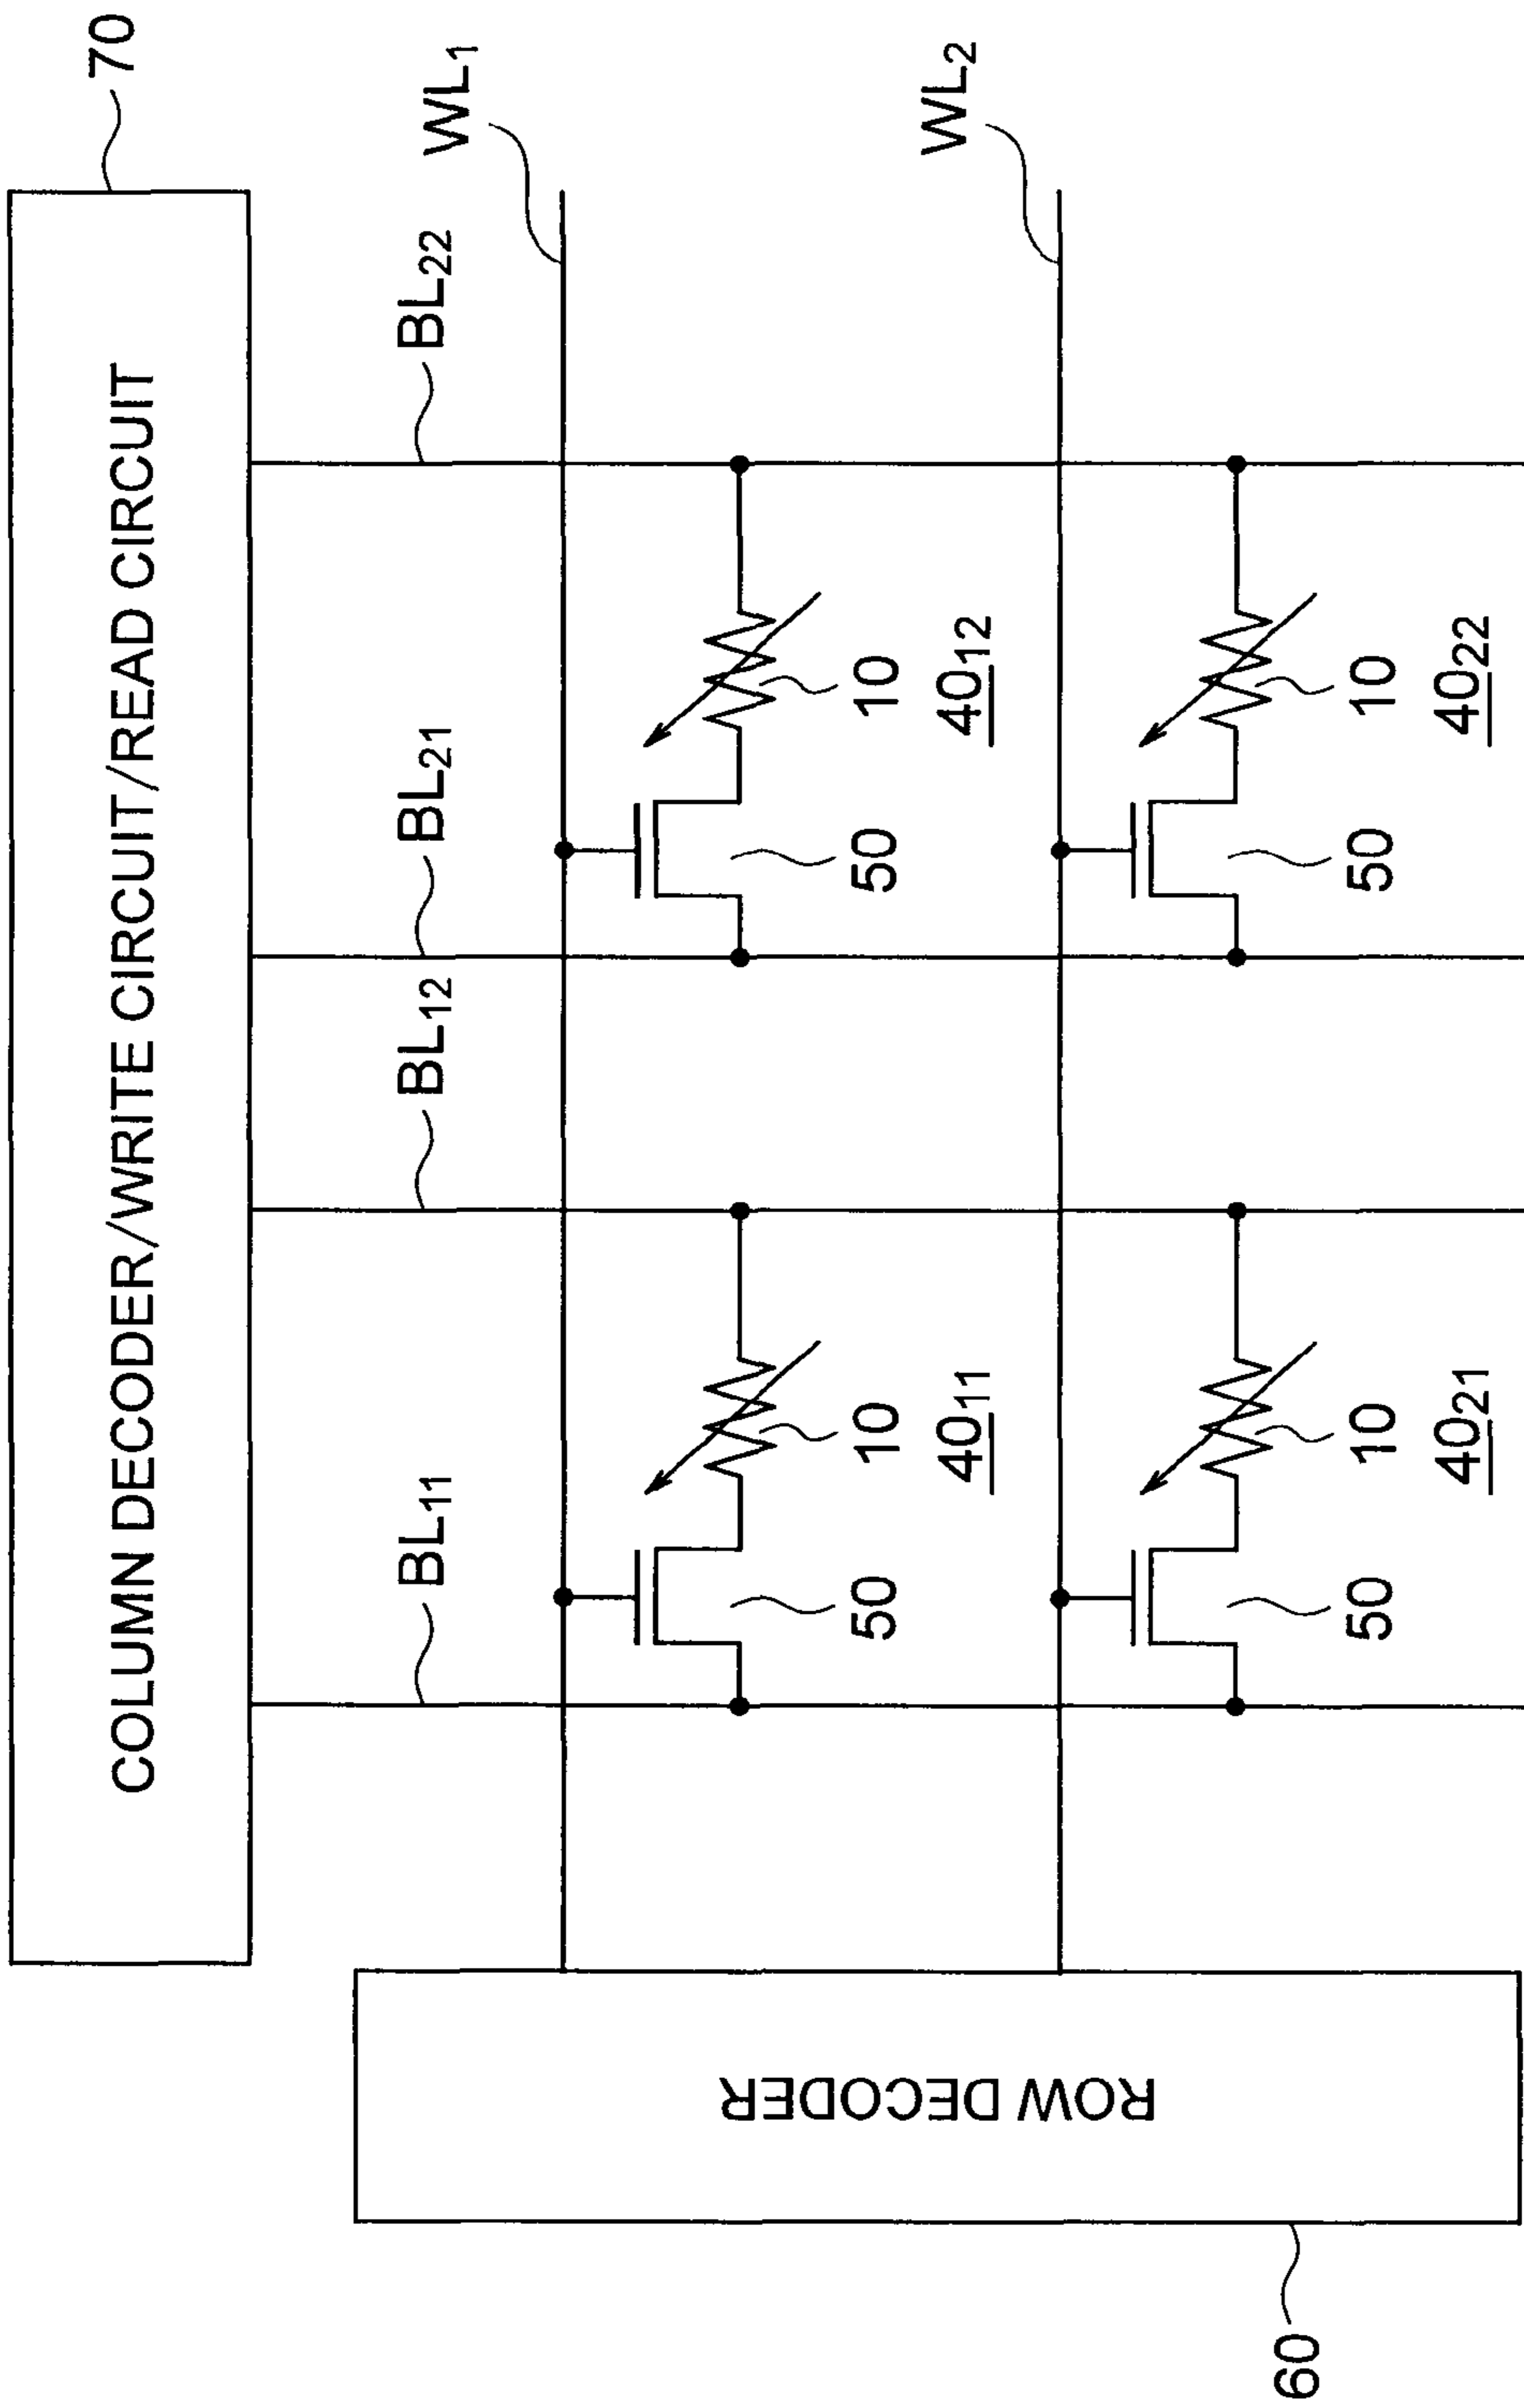 70
COLUMN DECODER/WRITE CIRCUIT/READ CIRCUIT
BL11 BL12 BL21 BL22
WL1
50 10 50 10
4011 4012
WL2
50 10 50 10
4021 4022
ROW DECODER
60